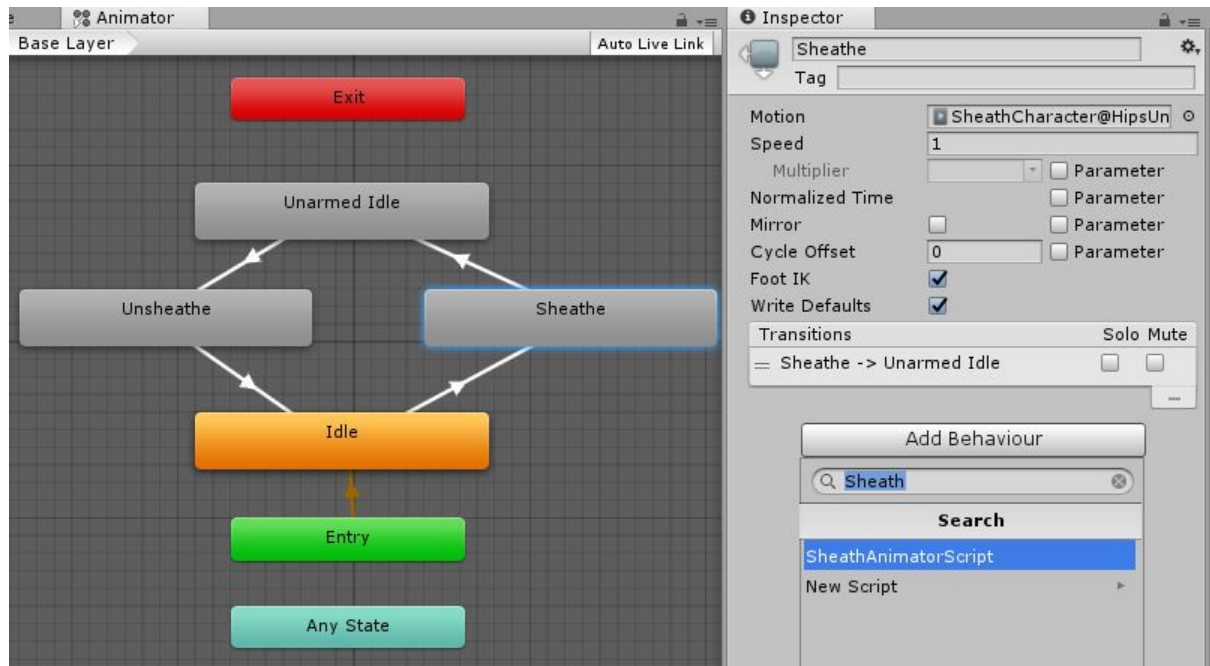 Animator
Base Layer
Auto Live Link
Exit
Unarmed Idle
Unsheathe
Sheathe
Idle
Entry
Any State
Inspector
Sheathe
Tag
Motion SheathCharacter@HipsUn
Speed 1
Multiplier Parameter
Normalized Time Parameter
Mirror Parameter
Cycle Offset 0 Parameter
Foot IK
Write Defaults
Transitions Solo Mute
Sheathe -> Unarmed Idle
Add Behaviour
Sheath
Search
SheathAnimatorScript
New Script